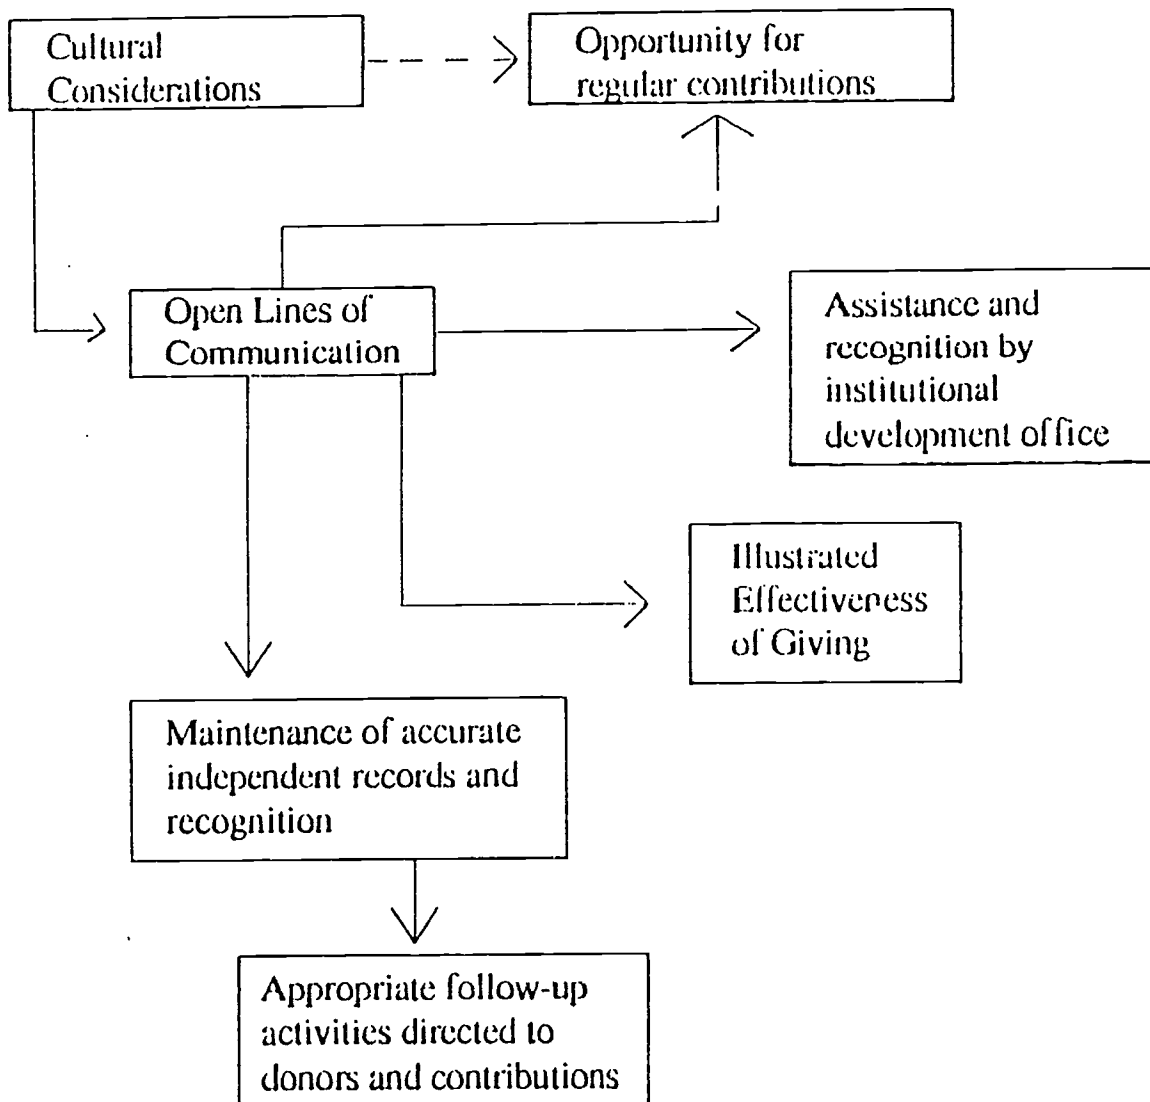 Cultural
Considerations
Opportunity for
regular contributions
Open Lines of
Communication
Assistance and
recognition by
institutional
development office
Illustrated
Effectiveness
of Giving
Maintenance of accurate
independent records and
recognition
Appropriate follow-up
activities directed to
donors and contributions